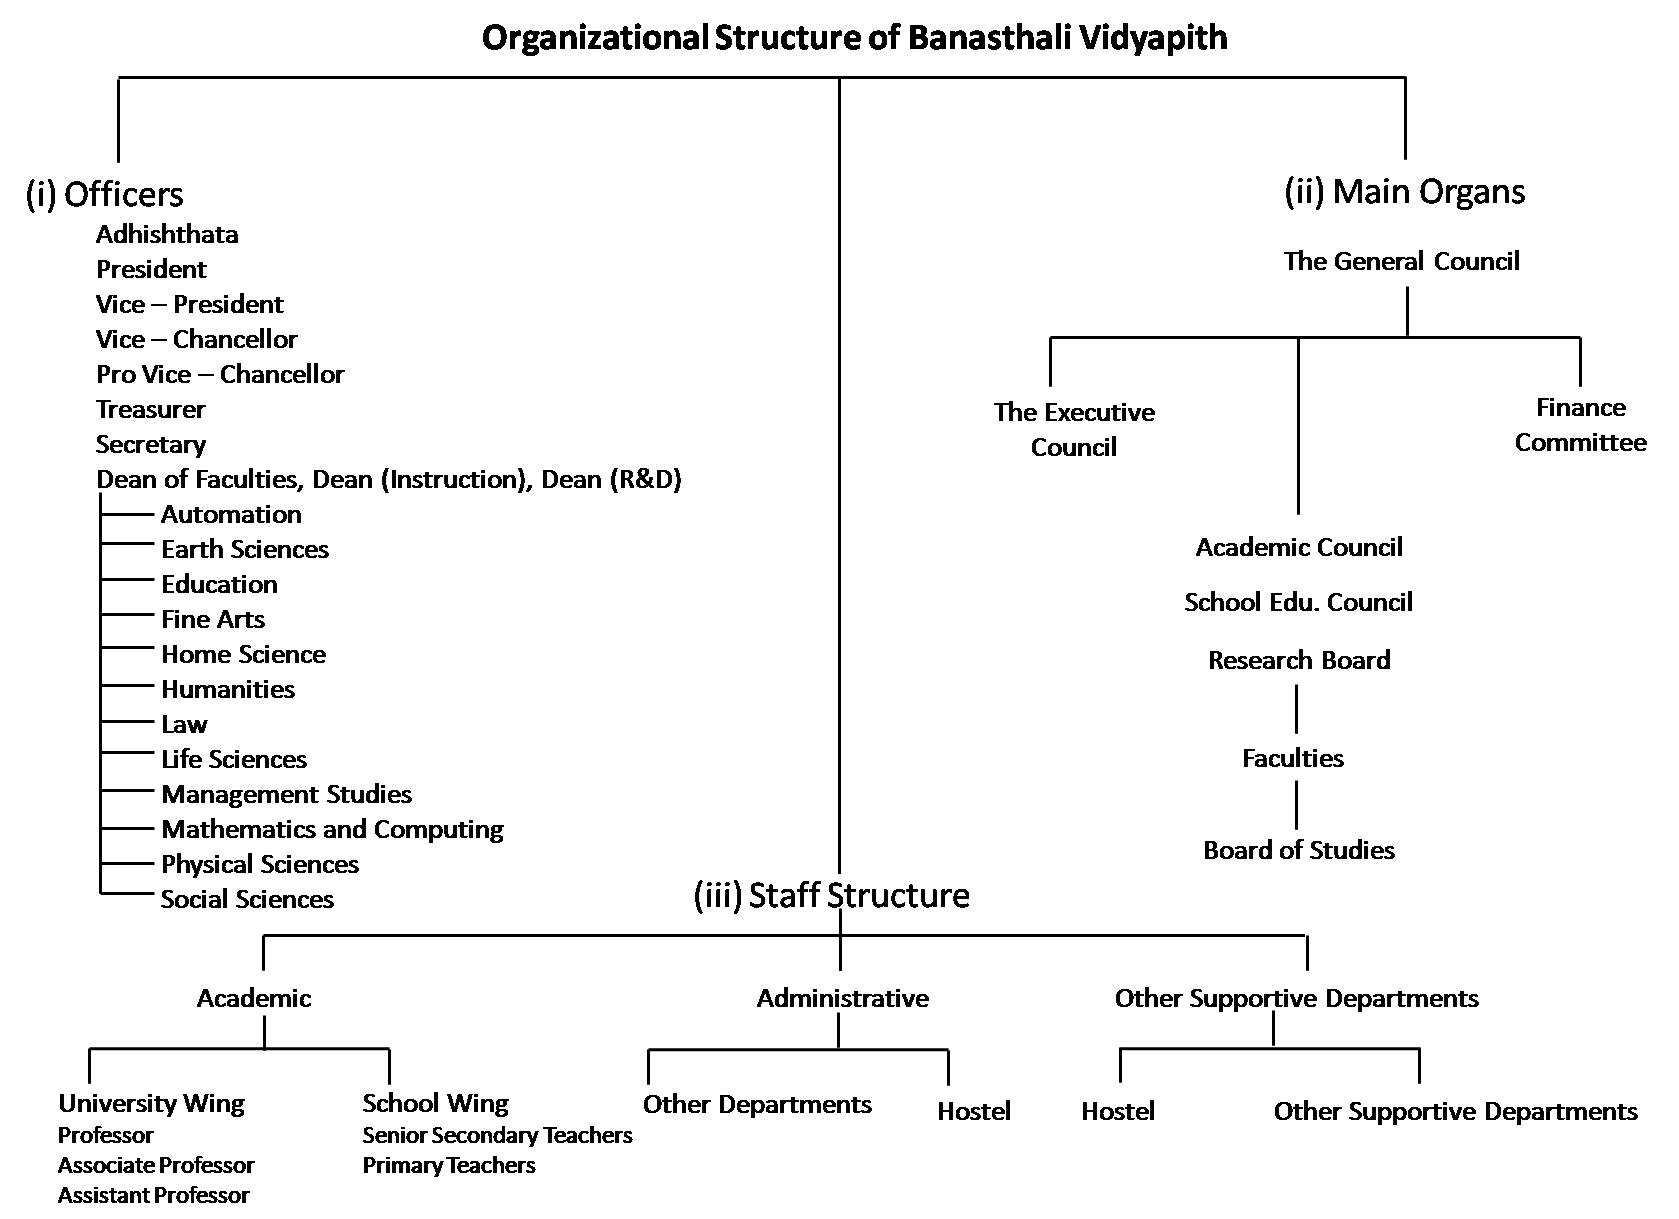 Organizational Structure of Banasthali Vidyapith
(i) Officers
Adhishthata
President
Vice – President
Vice – Chancellor
Pro Vice – Chancellor
Treasurer
Secretary
Dean of Faculties, Dean (Instruction), Dean (R&D)
Automation
Earth Sciences
Education
Fine Arts
Home Science
Humanities
Law
Life Sciences
Management Studies
Mathematics and Computing
Physical Sciences
Social Sciences
(ii) Main Organs
The General Council
The Executive
Council
Finance
Committee
Academic Council
School Edu. Council
Research Board
Faculties
Board of Studies
(iii) Staff Structure
Academic
Administrative
Other Supportive Departments
University Wing
Professor
Associate Professor
Assistant Professor
School Wing
Senior Secondary Teachers
Primary Teachers
Other Departments
Hostel
Hostel
Other Supportive Departments